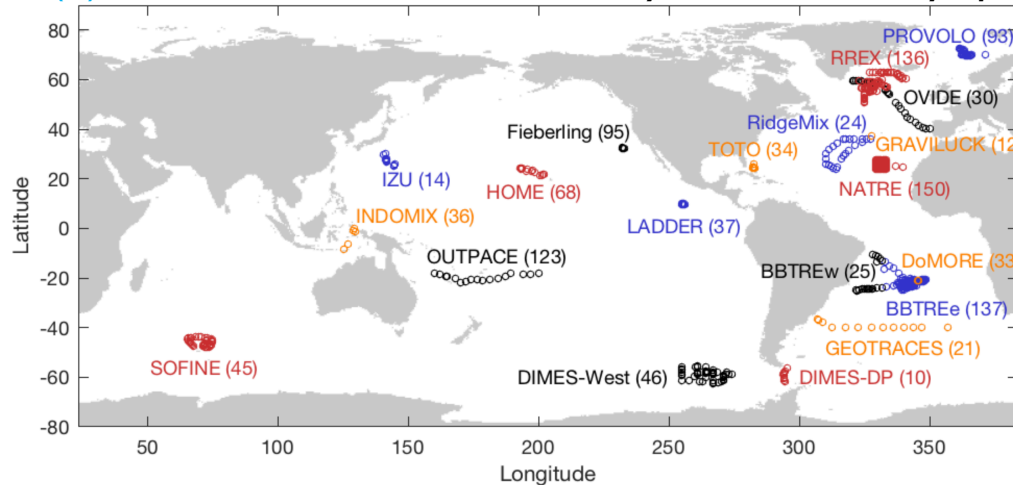 80
PROVOLO (93)
RREX (136)
60
OVIDE (30)
Fieberling (95)
RidgeMix (24)
40
TOTO (34)
GRAVILUCK (12
IZU (14)
20
HOME (68)
NATRE (150)
INDOMIX (36)
LADDER (37)
0
OUTPACE (123)
BBTREw (25)
DoMORE (33
-20
BBTREe (137)
-40
GEOTRACES (21)
SOFINE (45)
DIMES-West (46)
DIMES-DP (10)
-60
-80
Latitude
50 100 150 200 250 300 350
Longitude